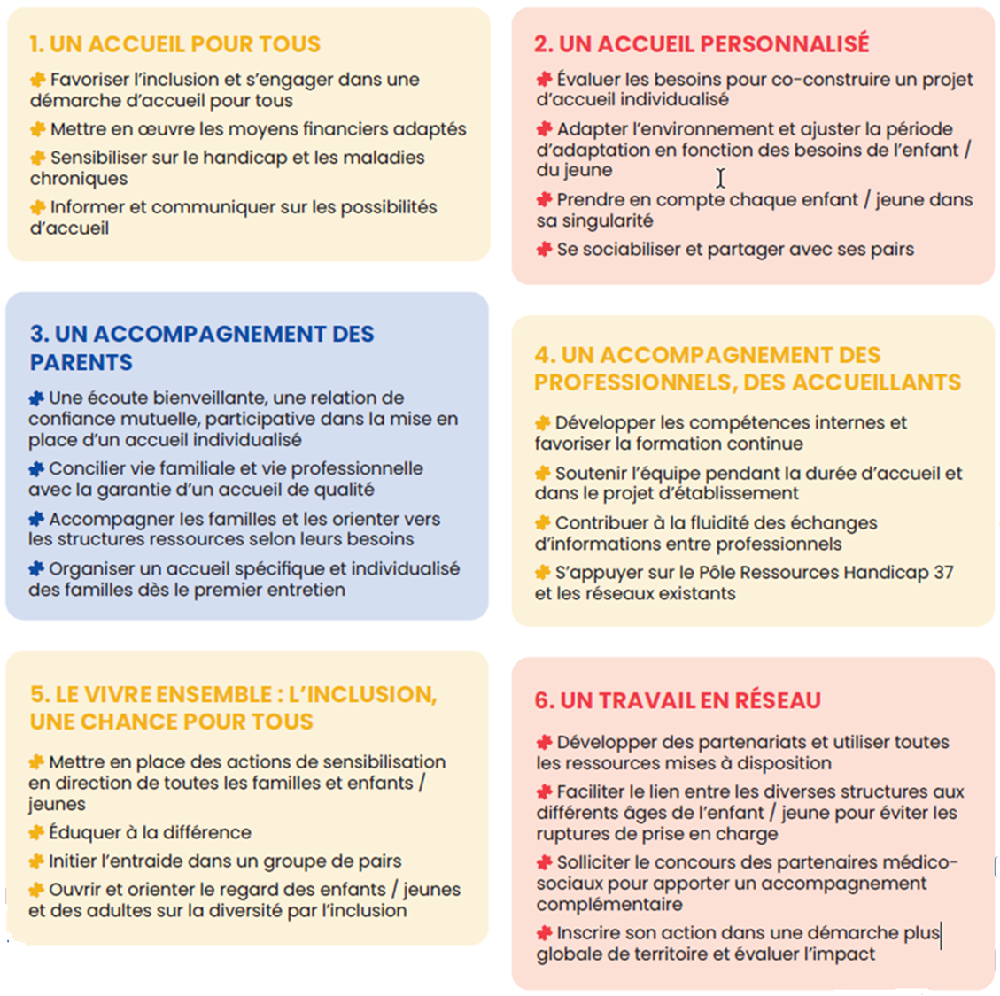 1. UN ACCUEIL POUR TOUS
Favoriser l’inclusion et s’engager dans une
démarche d’accueil pour tous
Mettre en œuvre les moyens financiers adaptés
Sensibiliser sur le handicap et les maladies
chroniques
Informer et communiquer sur les possibilités
d’accueil
2. UN ACCUEIL PERSONNALISÉ
Évaluer les besoins pour co-construire un projet
d’accueil individualisé
Adapter l’environnement et ajuster la période
d’adaptation en fonction des besoins de l’enfant /
du jeune
Prendre en compte chaque enfant / jeune dans
sa singularité
Se sociabiliser et partager avec ses pairs
3. UN ACCOMPAGNEMENT DES
PARENTS
Une écoute bienveillante, une relation de
confiance mutuelle, participative dans la mise en
place d’un accueil individualisé
Concilier vie familiale et vie professionnelle
avec la garantie d’un accueil de qualité
Accompagner les familles et les orienter vers
les structures ressources selon leurs besoins
Organiser un accueil spécifique et individualisé
des familles dès le premier entretien
4. UN ACCOMPAGNEMENT DES
PROFESSIONNELS, DES ACCUEILLANTS
Développer les compétences internes et
favoriser la formation continue
Soutenir l’équipe pendant la durée d’accueil et
dans le projet d’établissement
Contribuer à la fluidité des échanges
d’informations entre professionnels
S’appuyer sur le Pôle Ressources Handicap 37
et les réseaux existants
5. LE VIVRE ENSEMBLE : L’INCLUSION,
UNE CHANCE POUR TOUS
Mettre en place des actions de sensibilisation
en direction de toutes les familles et enfants /
jeunes
Éduquer à la différence
Initier l’entraide dans un groupe de pairs
Ouvrir et orienter le regard des enfants / jeunes
et des adultes sur la diversité par l’inclusion
6. UN TRAVAIL EN RÉSEAU
Développer des partenariats et utiliser toutes
les ressources mises à disposition
Faciliter le lien entre les diverses structures aux
différents âges de l’enfant / jeune pour éviter les
ruptures de prise en charge
Solliciter le concours des partenaires médico-
sociaux pour apporter un accompagnement
complémentaire
Inscrire son action dans une démarche plus
globale de territoire et évaluer l’impact